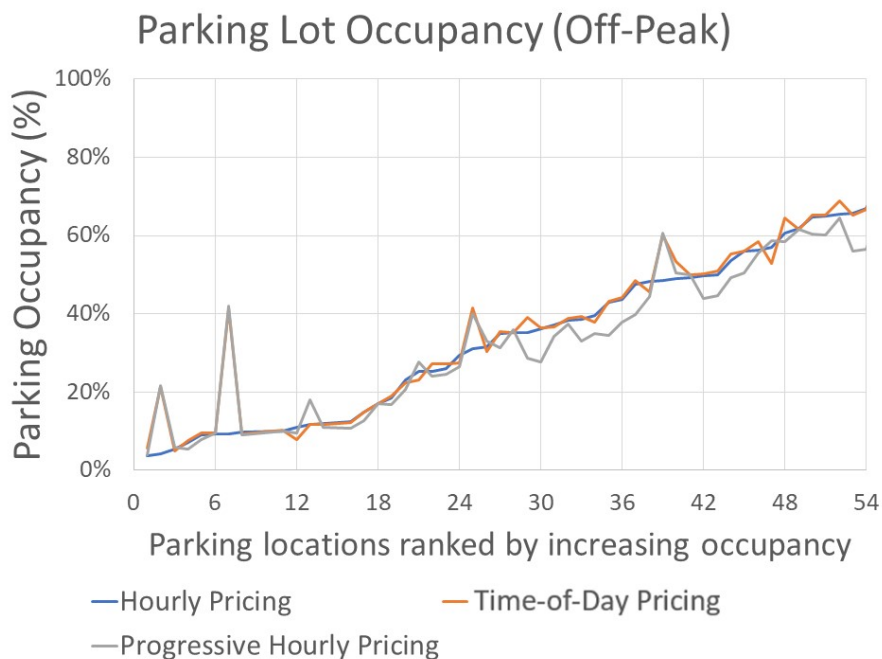 Parking Lot Occupancy (Off-Peak)
Parking Occupancy (%)
100%
80%
60%
40%
20%
0%
0 6 12 18 24 30 36 42 48 54
Parking locations ranked by increasing occupancy
Hourly Pricing Time-of-Day Pricing
Progressive Hourly Pricing